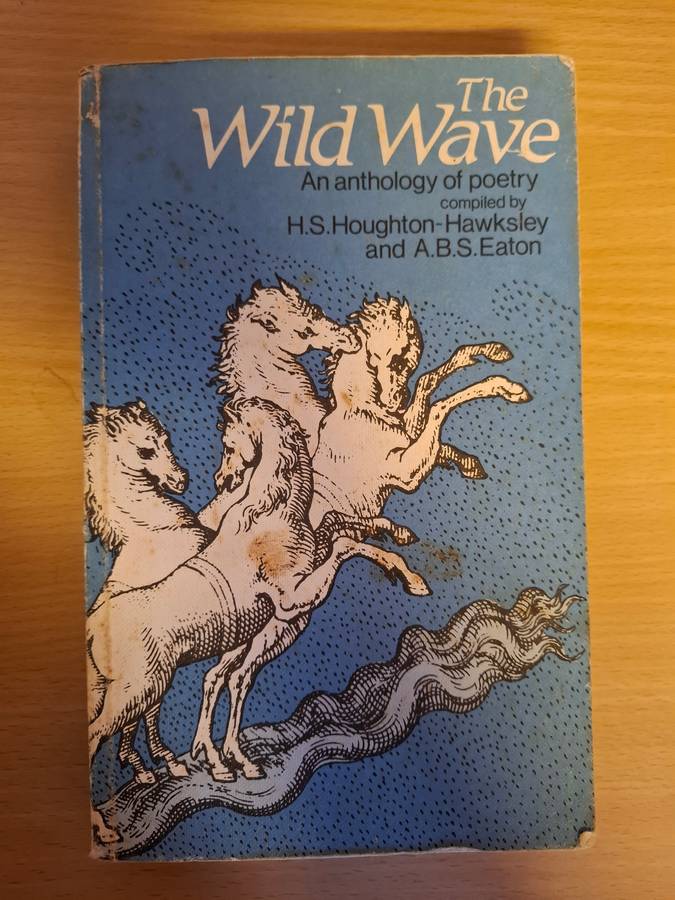 The
Wild Wave
An anthology of poetry
compiled by
H.S.Houghton-Hawksley
and A.B.S.Eaton